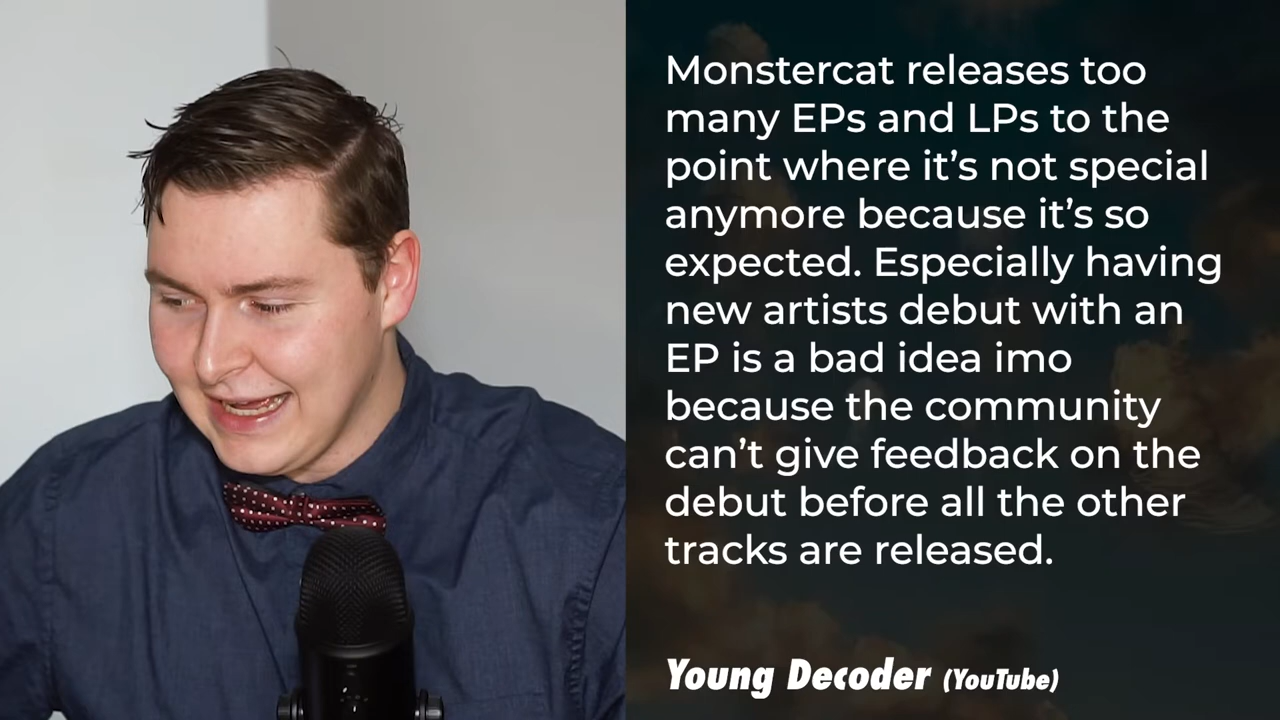 Monstercat releases too
many EPs and LPs to the
point where it’s not special
anymore because it’s so
expected. Especially having
new artists debut with an
EP is a bad idea imo
because the community
can’t give feedback on the
debut before all the other
tracks are released.
Young Decoder (YouTube)